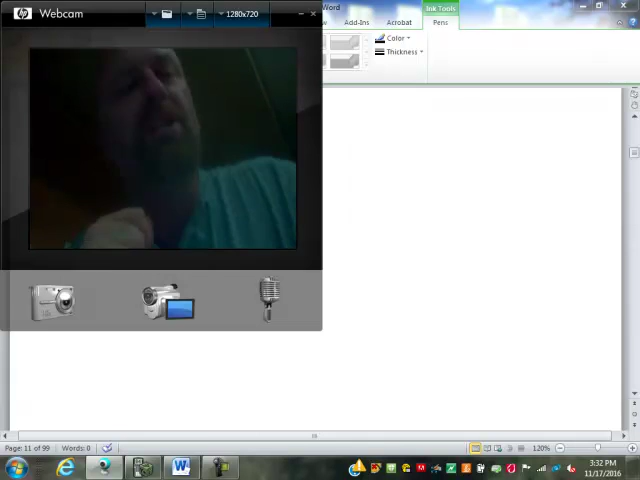 hp Webcam 1280x720
Word
Ink Tools
Add-Ins Acrobat Pens
Color
Thickness
Page: 11 of 99 Words: 0 120%
3:32 PM
11/17/2016